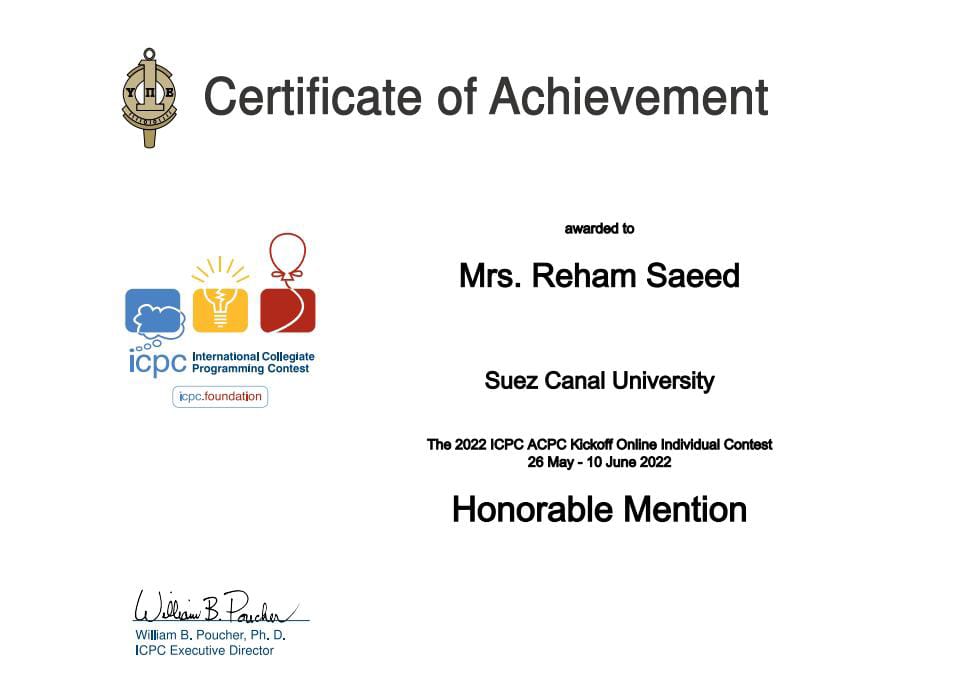 Υ Π Ε
Certificate of Achievement
awarded to
Mrs. Reham Saeed
icpc International Collegiate
Programming Contest
icpc.foundation
Suez Canal University
The 2022 ICPC ACPC Kickoff Online Individual Contest
26 May - 10 June 2022
Honorable Mention
William B. Poucher
William B. Poucher, Ph. D.
ICPC Executive Director